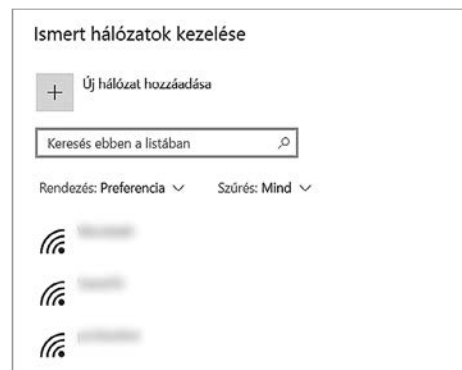 Ismert hálózatok kezelése
Új hálózat hozzáadása
Keresés ebben a listában
Rendezés: Preferencia Szűrés: Mind